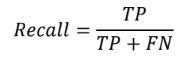 Recall = TP / (TP + FN)